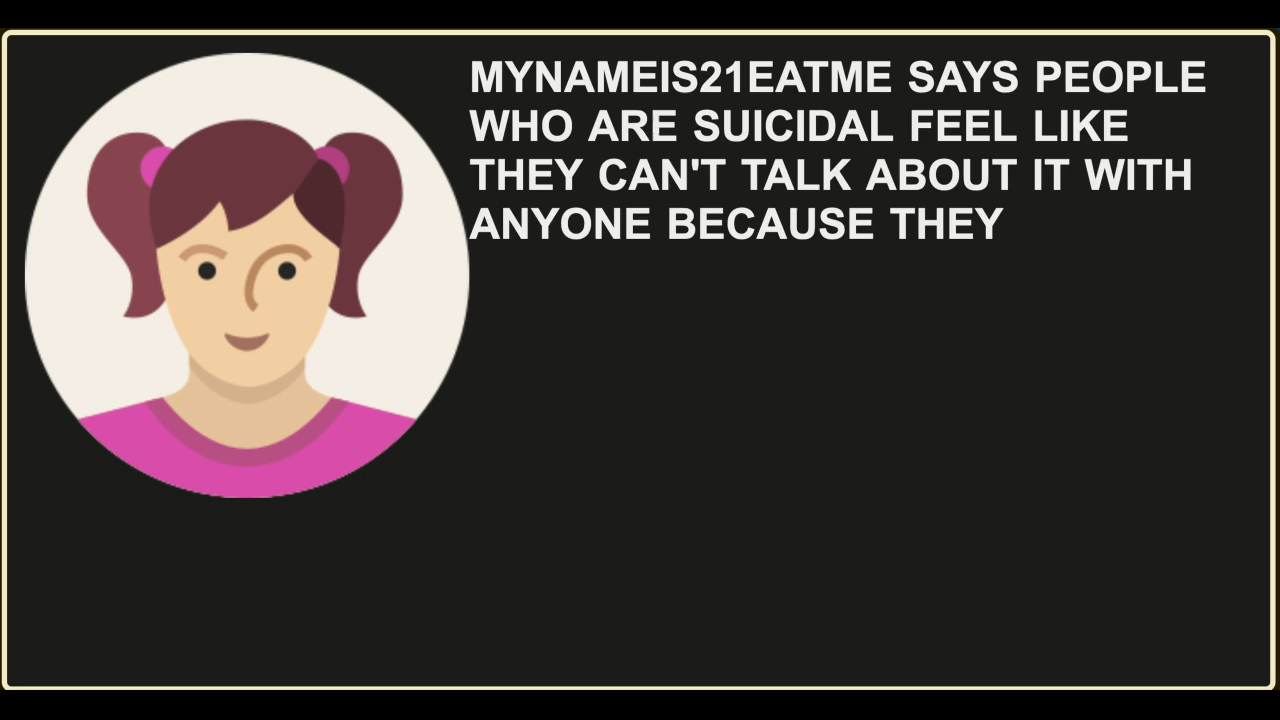 MYNAMEIS21EATME SAYS PEOPLE
WHO ARE SUICIDAL FEEL LIKE
THEY CAN'T TALK ABOUT IT WITH
ANYONE BECAUSE THEY